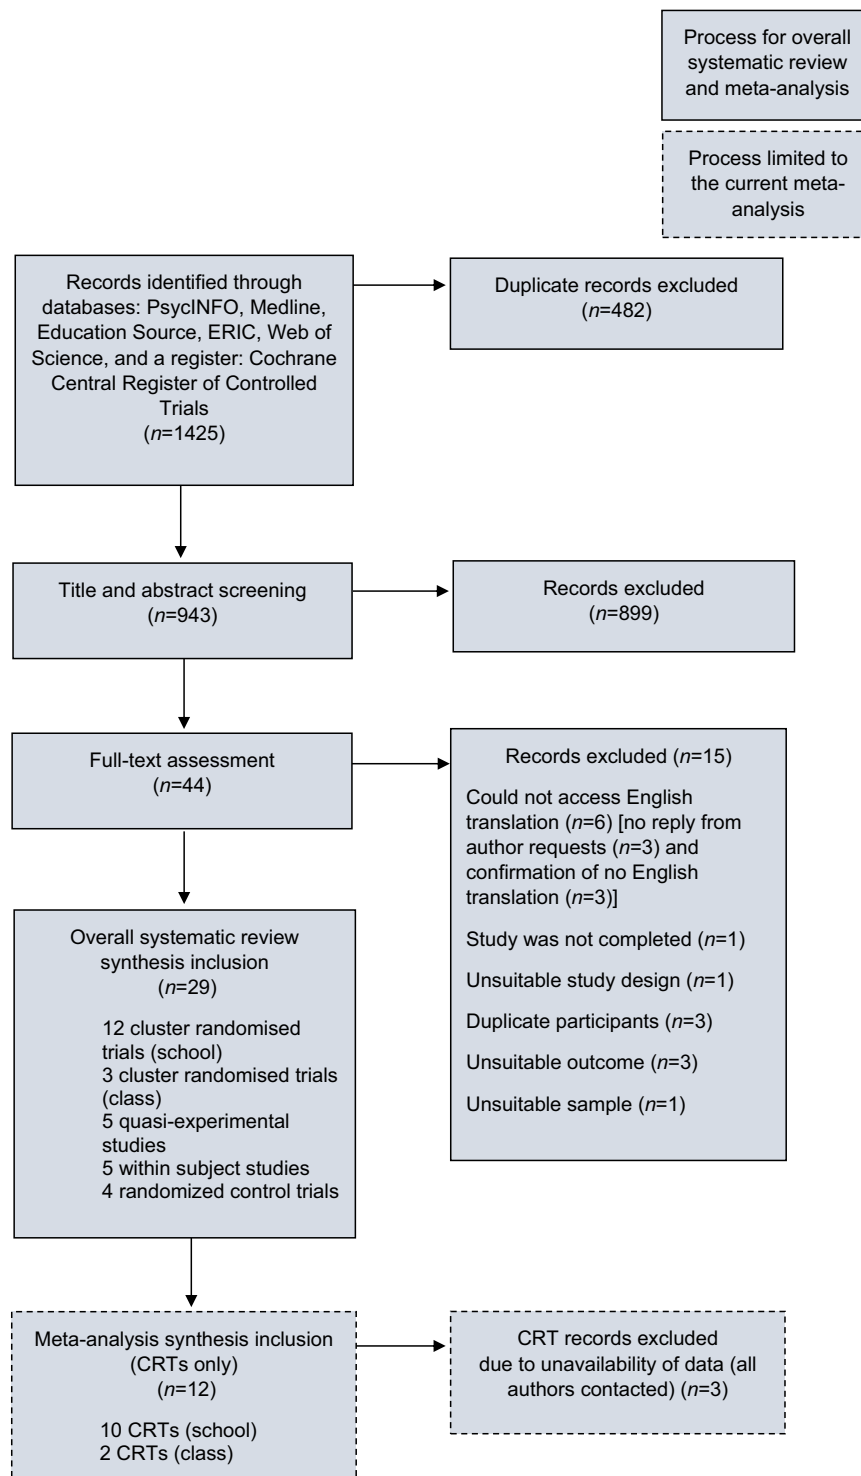 Process for overall
systematic review
and meta-analysis
Process limited to
the current meta-
analysis
Records identified through
databases: PsycINFO, Medline,
Education Source, ERIC, Web of
Science, and a register: Cochrane
Central Register of Controlled
Trials
(n=1425)
Duplicate records excluded
(n=482)
Title and abstract screening
(n=943)
Records excluded
(n=899)
Full-text assessment
(n=44)
Records excluded (n=15)
Could not access English
translation (n=6) [no reply from
author requests (n=3) and
confirmation of no English
translation (n=3)]
Study was not completed (n=1)
Unsuitable study design (n=1)
Duplicate participants (n=3)
Unsuitable outcome (n=3)
Unsuitable sample (n=1)
Overall systematic review
synthesis inclusion
(n=29)
12 cluster randomised
trials (school)
3 cluster randomised trials
(class)
5 quasi-experimental
studies
5 within subject studies
4 randomized control trials
Meta-analysis synthesis inclusion
(CRTs only)
(n=12)
10 CRTs (school)
2 CRTs (class)
CRT records excluded
due to unavailability of data (all
authors contacted) (n=3)